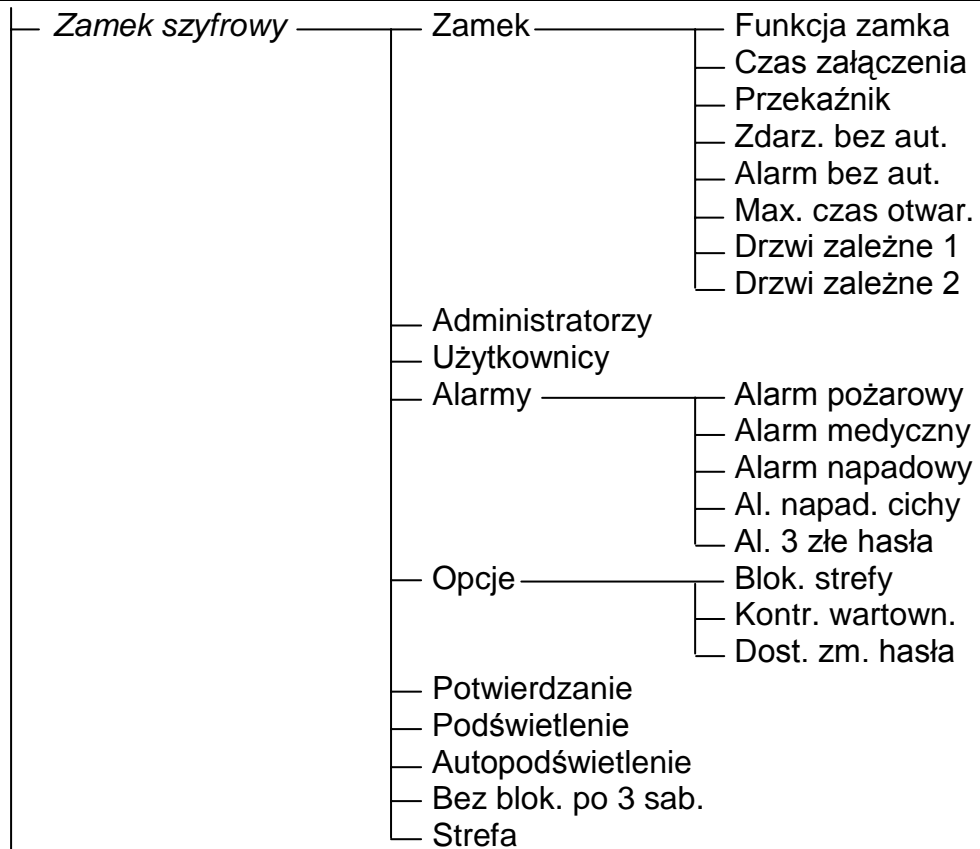 Zamek szyfrowy Zamek Funkcja zamka
Czas załączenia
Przekaźnik
Zdarz. bez aut.
Alarm bez aut.
Max. czas otwar.
Drzwi zależne 1
Drzwi zależne 2
Administratorzy
Użytkownicy
Alarmy Alarm pożarowy
Alarm medyczny
Alarm napadowy
Al. napad. cichy
Al. 3 złe hasła
Opcje Blok. strefy
Kontr. wartown.
Dost. zm. hasła
Potwierdzanie
Podświetlenie
Autopodświetlenie
Bez blok. po 3 sab.
Strefa